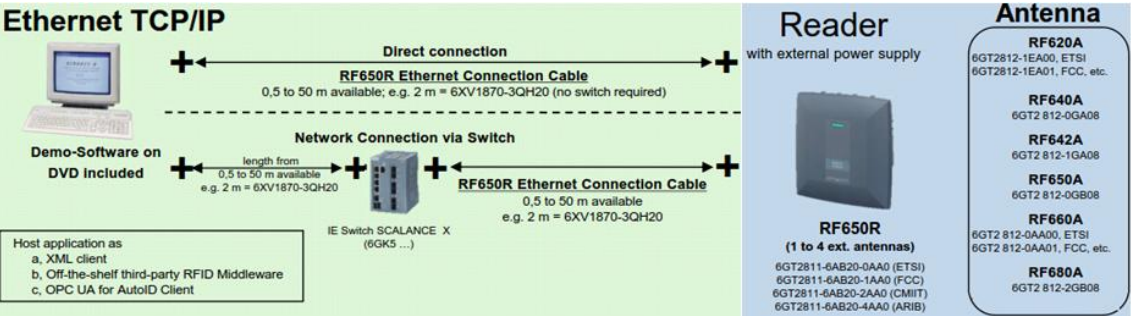 Ethernet TCP/IP
Direct connection
RF650R Ethernet Connection Cable
0,5 to 50 m available; e.g. 2 m = 6XV1870-3QH20 (no switch required)
Demo-Software on
DVD included
Network Connection via Switch
length from
0,5 to 50 m available
e.g. 2 m = 6XV1870-3QH20
IE Switch SCALANCE X
(6GK5 ...)
RF650R Ethernet Connection Cable
0,5 to 50 m available
e.g. 2 m = 6XV1870-3QH20
Host application as
a, XML client
b, Off-the-shelf third-party RFID Middleware
c, OPC UA for AutoID Client
Reader
with external power supply
RF650R
(1 to 4 ext. antennas)
6GT2811-6AB20-0AA0 (ETSI)
6GT2811-6AB20-1AA0 (FCC)
6GT2811-6AB20-2AA0 (CMIIT)
6GT2811-6AB20-4AA0 (ARIB)
Antenna
RF620A
6GT2812-1EA00, ETSI
6GT2812-1EA01, FCC, etc.
RF640A
6GT2 812-0GA08
RF642A
6GT2 812-1GA08
RF650A
6GT2 812-0GB08
RF660A
6GT2 812-0AA00, ETSI
6GT2 812-0AA01, FCC, etc.
RF680A
6GT2 812-2GB08